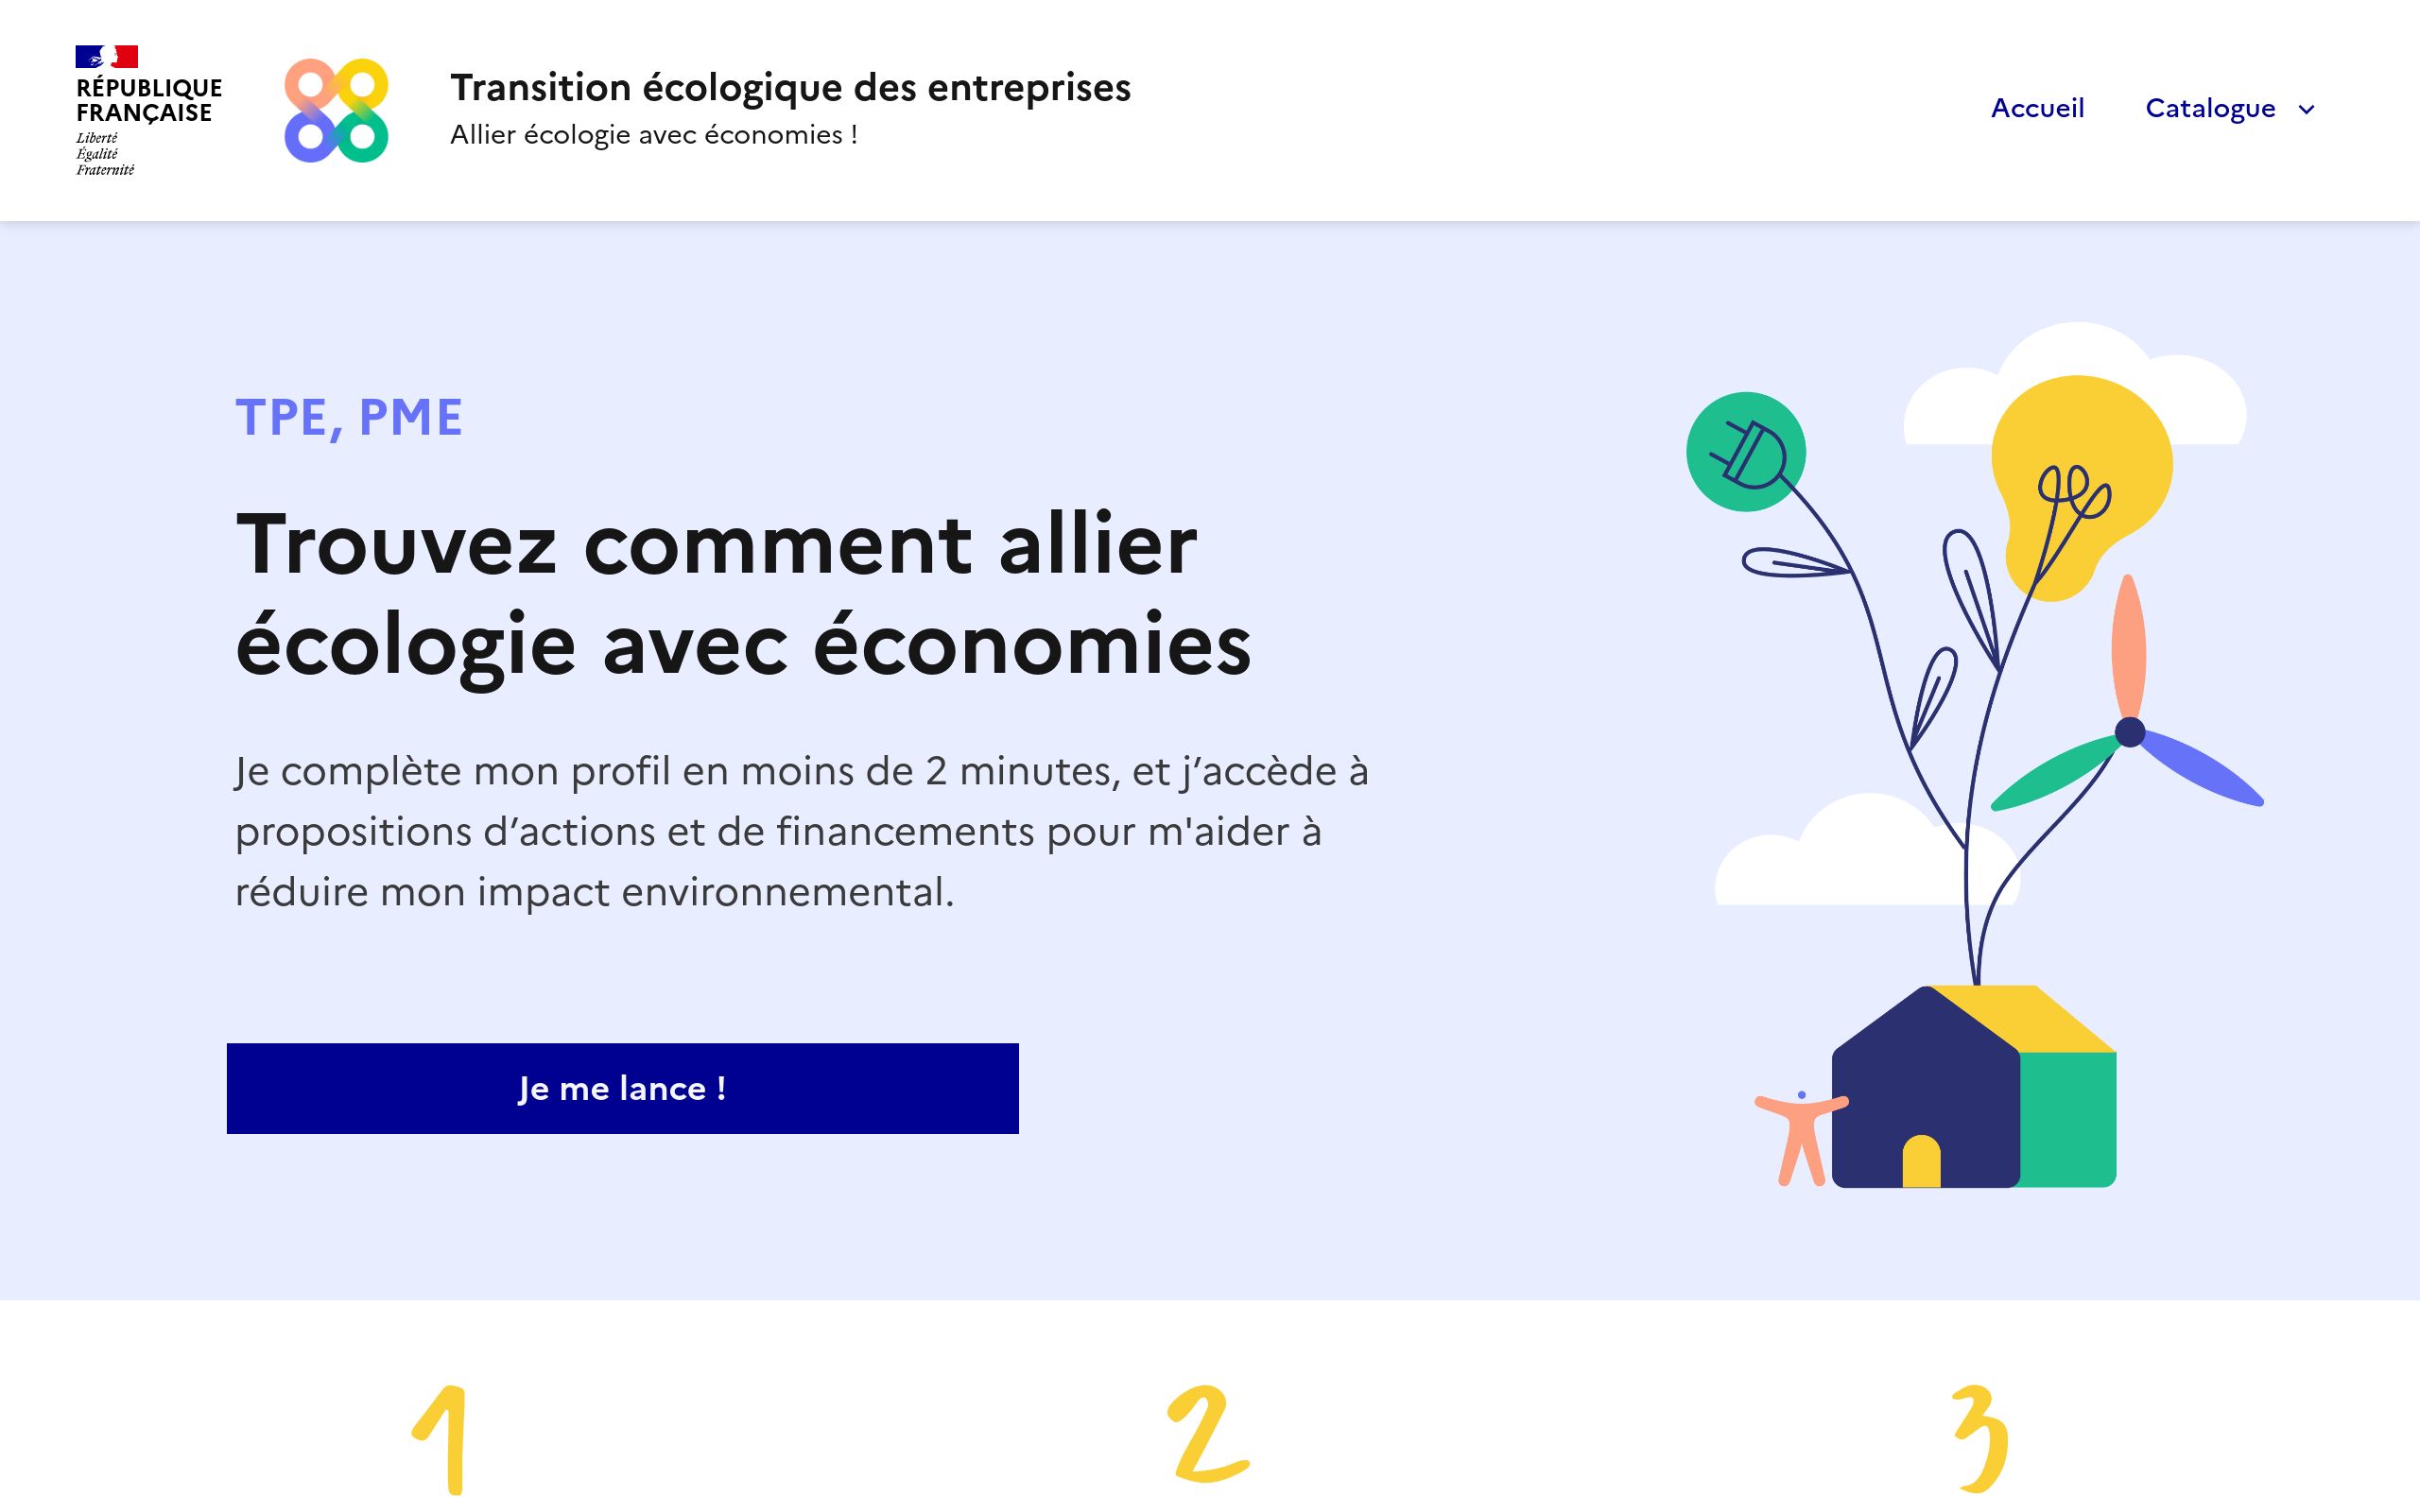 RÉPUBLIQUE
FRANÇAISE
Liberté
Égalité
Fraternité
Transition écologique des entreprises
Allier écologie avec économies !
Accueil
Catalogue
TPE, PME
Trouvez comment allier
écologie avec économies
Je complète mon profil en moins de 2 minutes, et j’accède à
propositions d’actions et de financements pour m'aider à
réduire mon impact environnemental.
Je me lance !
1
2
3